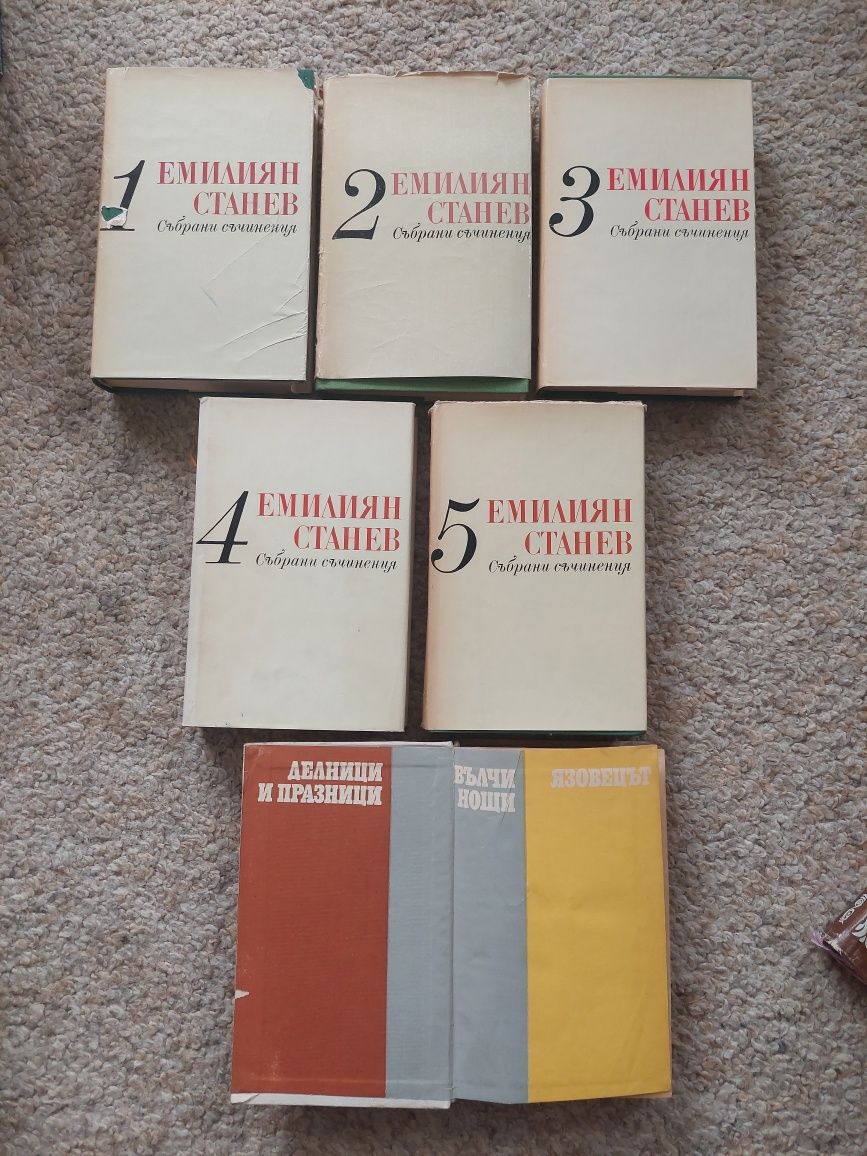 1 ЕМИЛИЯН
СТАНЕВ
Събрани съчинения
2 ЕМИЛИЯН
СТАНЕВ
Събрани съчинения
3 ЕМИЛИЯН
СТАНЕВ
Събрани съчинения
4 ЕМИЛИЯН
СТАНЕВ
Събрани съчинения
5 ЕМИЛИЯН
СТАНЕВ
Събрани съчинения
ДЕЛНИЦИ
И ПРАЗНИЦИ
ВЪЛЧИ
НОЩИ
ЯЗОВЕЦЪТ